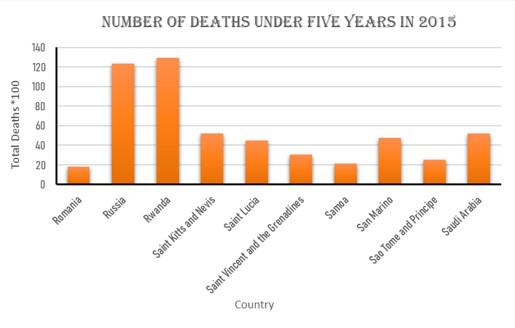 NUMBER OF DEATHS UNDER FIVE YEARS IN 2015
140
120
100
80
60
40
20
0
Total Deaths *100
Romania
Russia
Rwanda
Saint Kitts and Nevis
Saint Lucia
Saint Vincent and the Grenadines
Samoa
San Marino
Sao Tome and Principe
Saudi Arabia
Country